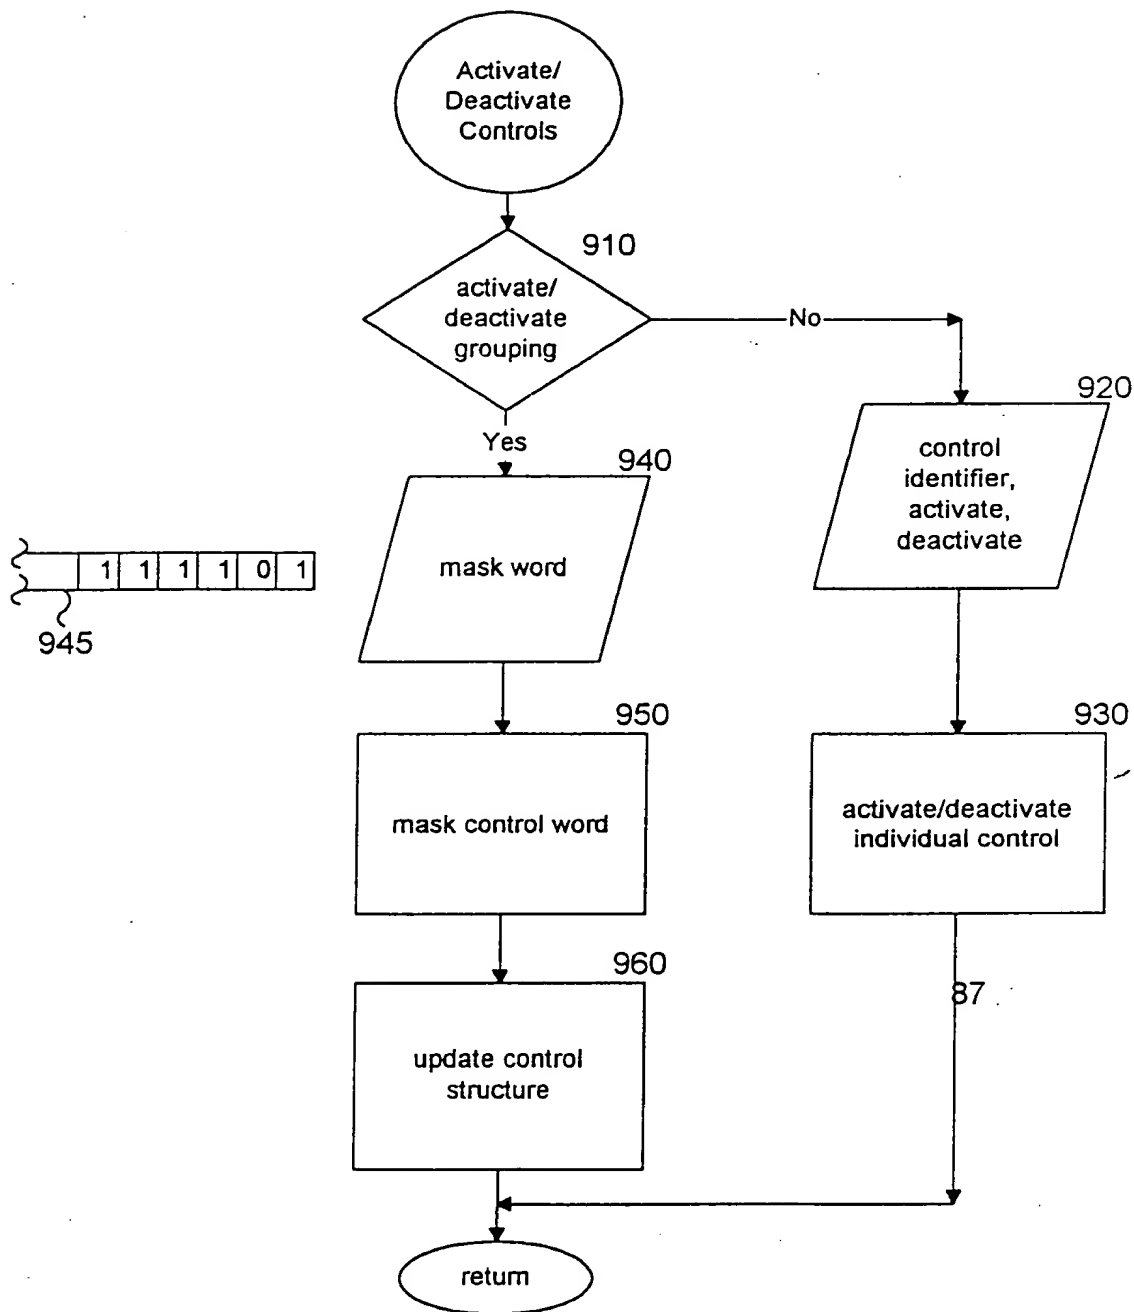 Activate/
Deactivate
Controls
910
activate/
deactivate
grouping
No
Yes
920
control
identifier,
activate,
deactivate
940
mask word
1 1 1 1 0 1
945
950
mask control word
930
activate/deactivate
individual control
960
update control
structure
87
return